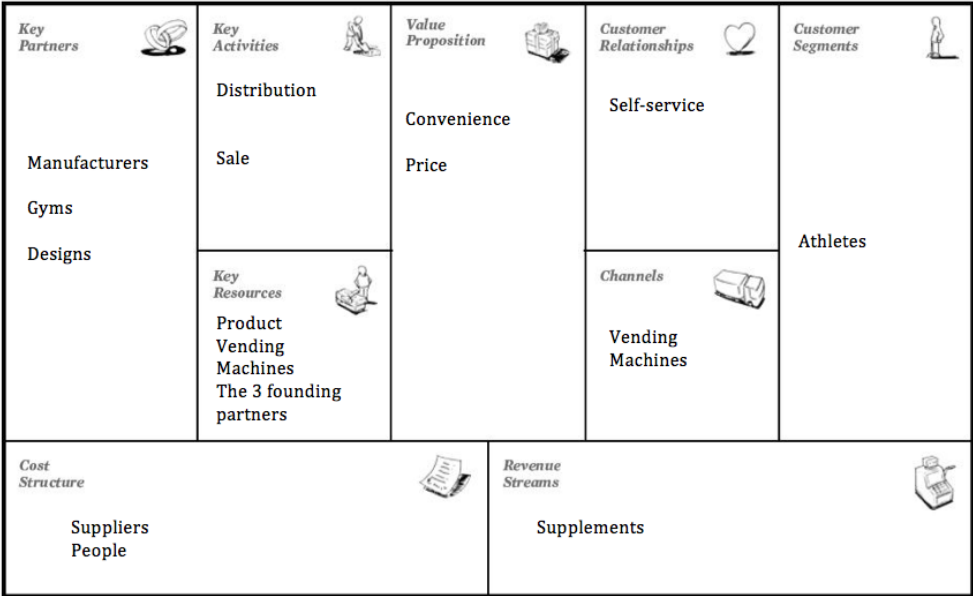 Key
Partners
Manufacturers
Gyms
Designs
Key
Activities
Distribution
Sale
Key
Resources
Product
Vending
Machines
The 3 founding
partners
Value
Proposition
Convenience
Price
Customer
Relationships
Self-service
Channels
Vending
Machines
Customer
Segments
Athletes
Cost
Structure
Suppliers
People
Revenue
Streams
Supplements